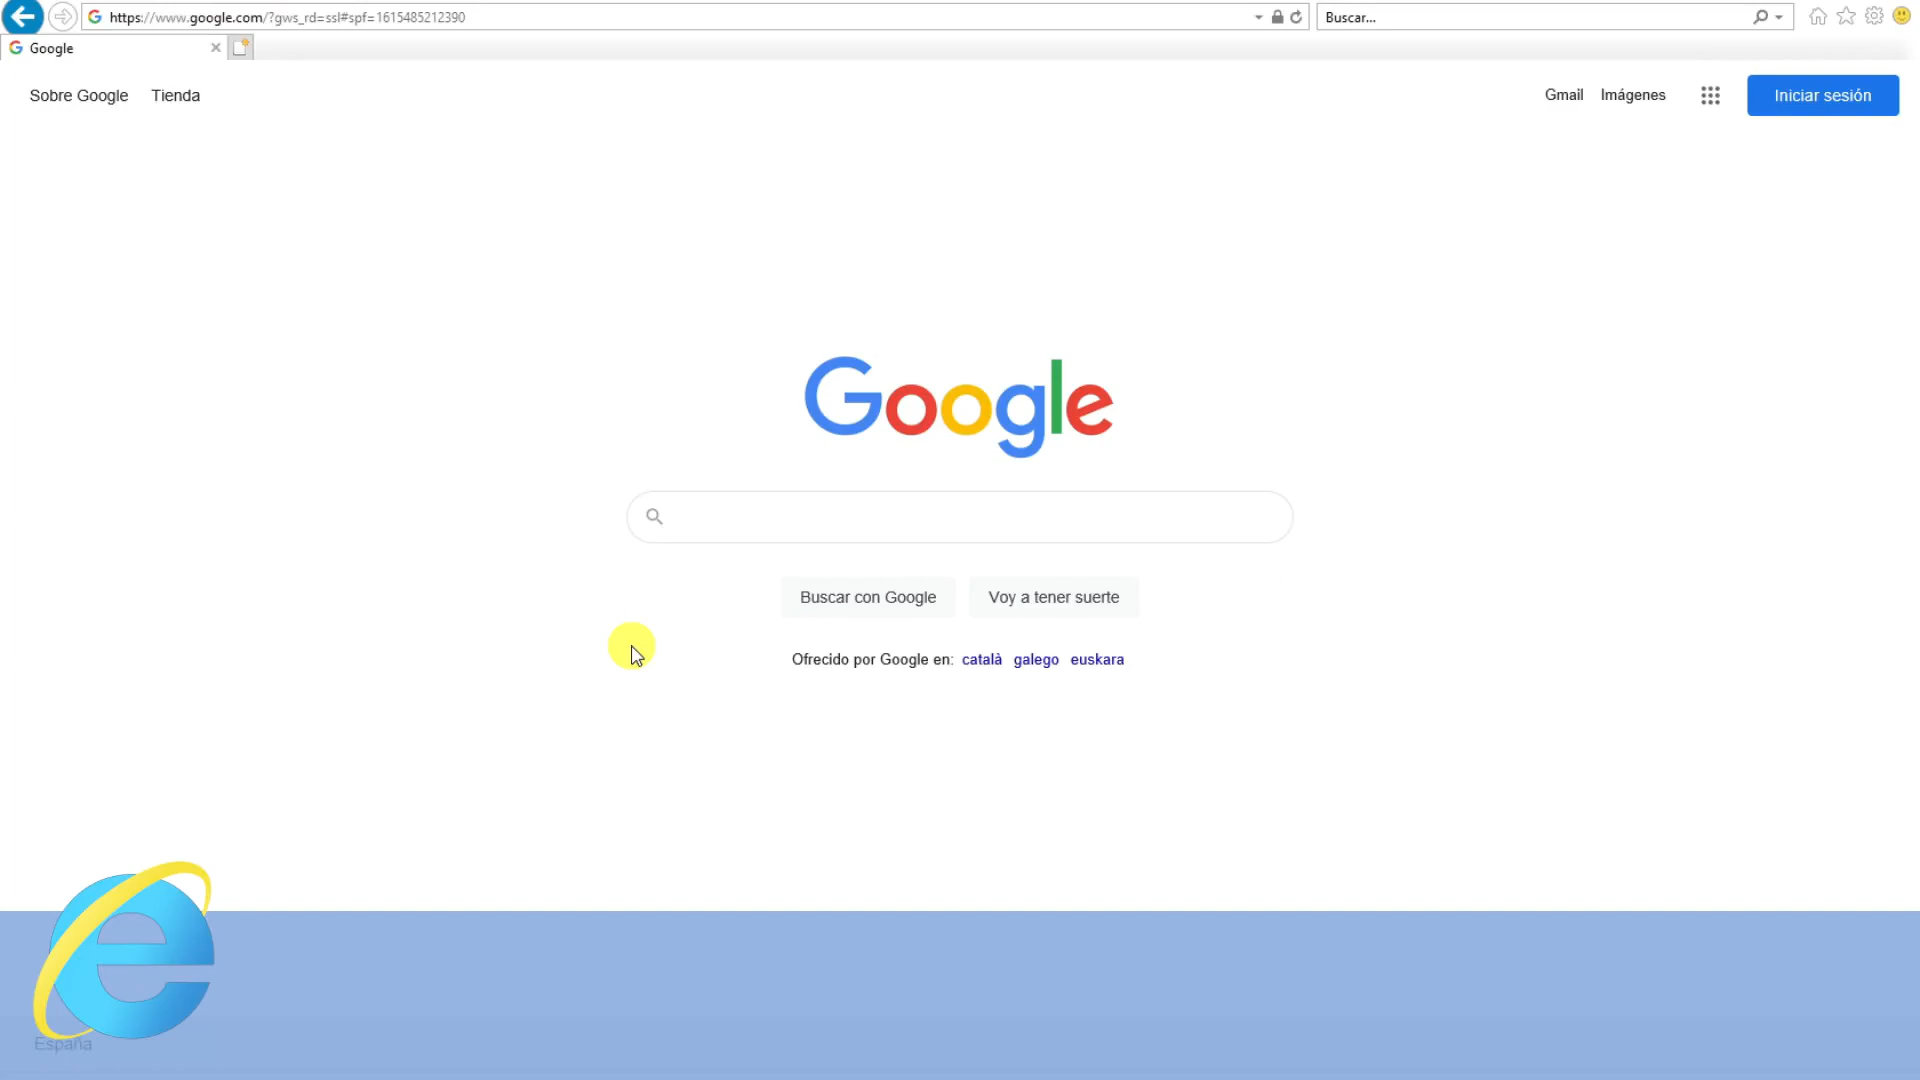 https://www.google.com/?gws_rd=ssl#spf=1615485212390
Buscar...
Google
Sobre Google
Tienda
Gmail
Imágenes
Iniciar sesión
Google
Buscar con Google
Voy a tener suerte
Ofrecido por Google en: català galego euskara
España